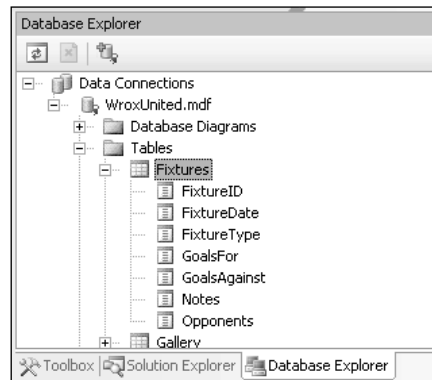 Database Explorer
Data Connections
WroxUnited.mdf
Database Diagrams
Tables
Fixtures
FixtureID
FixtureDate
FixtureType
GoalsFor
GoalsAgainst
Notes
Opponents
Gallery
Toolbox Solution Explorer Database Explorer